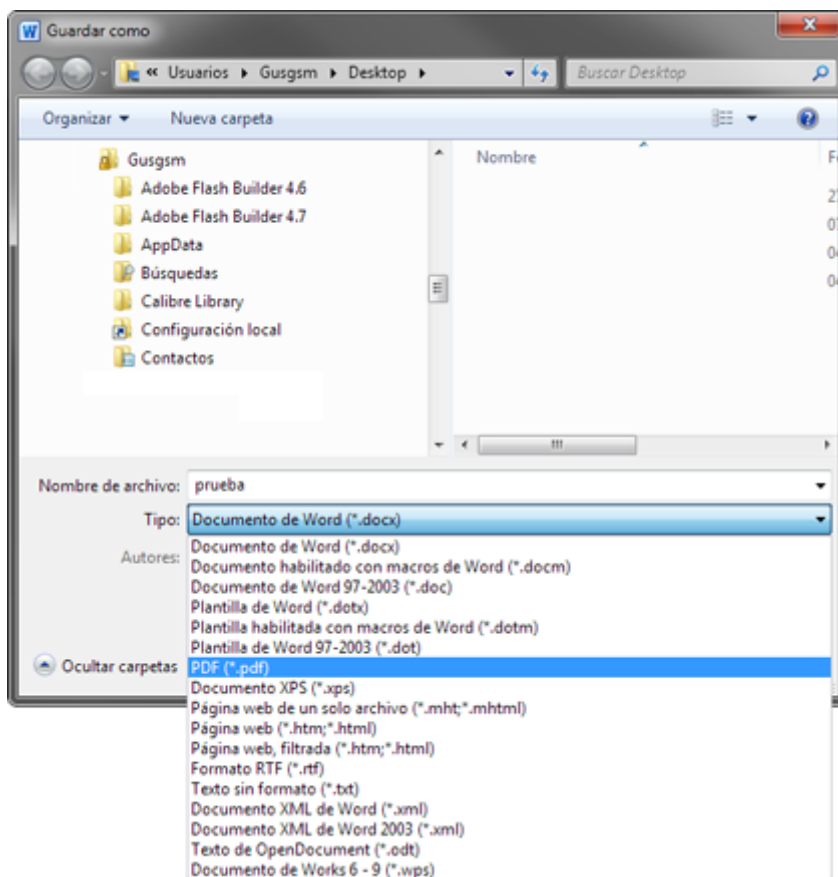 Guardar como
« Usuarios ▸ Gusgsm ▸ Desktop ▸ Buscar Desktop
Organizar Nueva carpeta
Gusgsm
Nombre
Adobe Flash Builder 4.6
Adobe Flash Builder 4.7
AppData
Búsquedas
Calibre Library
Configuración local
Contactos
Nombre de archivo: prueba
Tipo: Documento de Word (*.docx)
Autores:
Documento de Word (*.docx)
Documento habilitado con macros de Word (*.docm)
Documento de Word 97-2003 (*.doc)
Plantilla de Word (*.dotx)
Plantilla habilitada con macros de Word (*.dotm)
Plantilla de Word 97-2003 (*.dot)
Ocultar carpetas
PDF (*.pdf)
Documento XPS (*.xps)
Página web de un solo archivo (*.mht;*.mhtml)
Página web (*.htm;*.html)
Página web, filtrada (*.htm;*.html)
Formato RTF (*.rtf)
Texto sin formato (*.txt)
Documento XML de Word (*.xml)
Documento XML de Word 2003 (*.xml)
Texto de OpenDocument (*.odt)
Documento de Works 6 - 9 (*.wps)